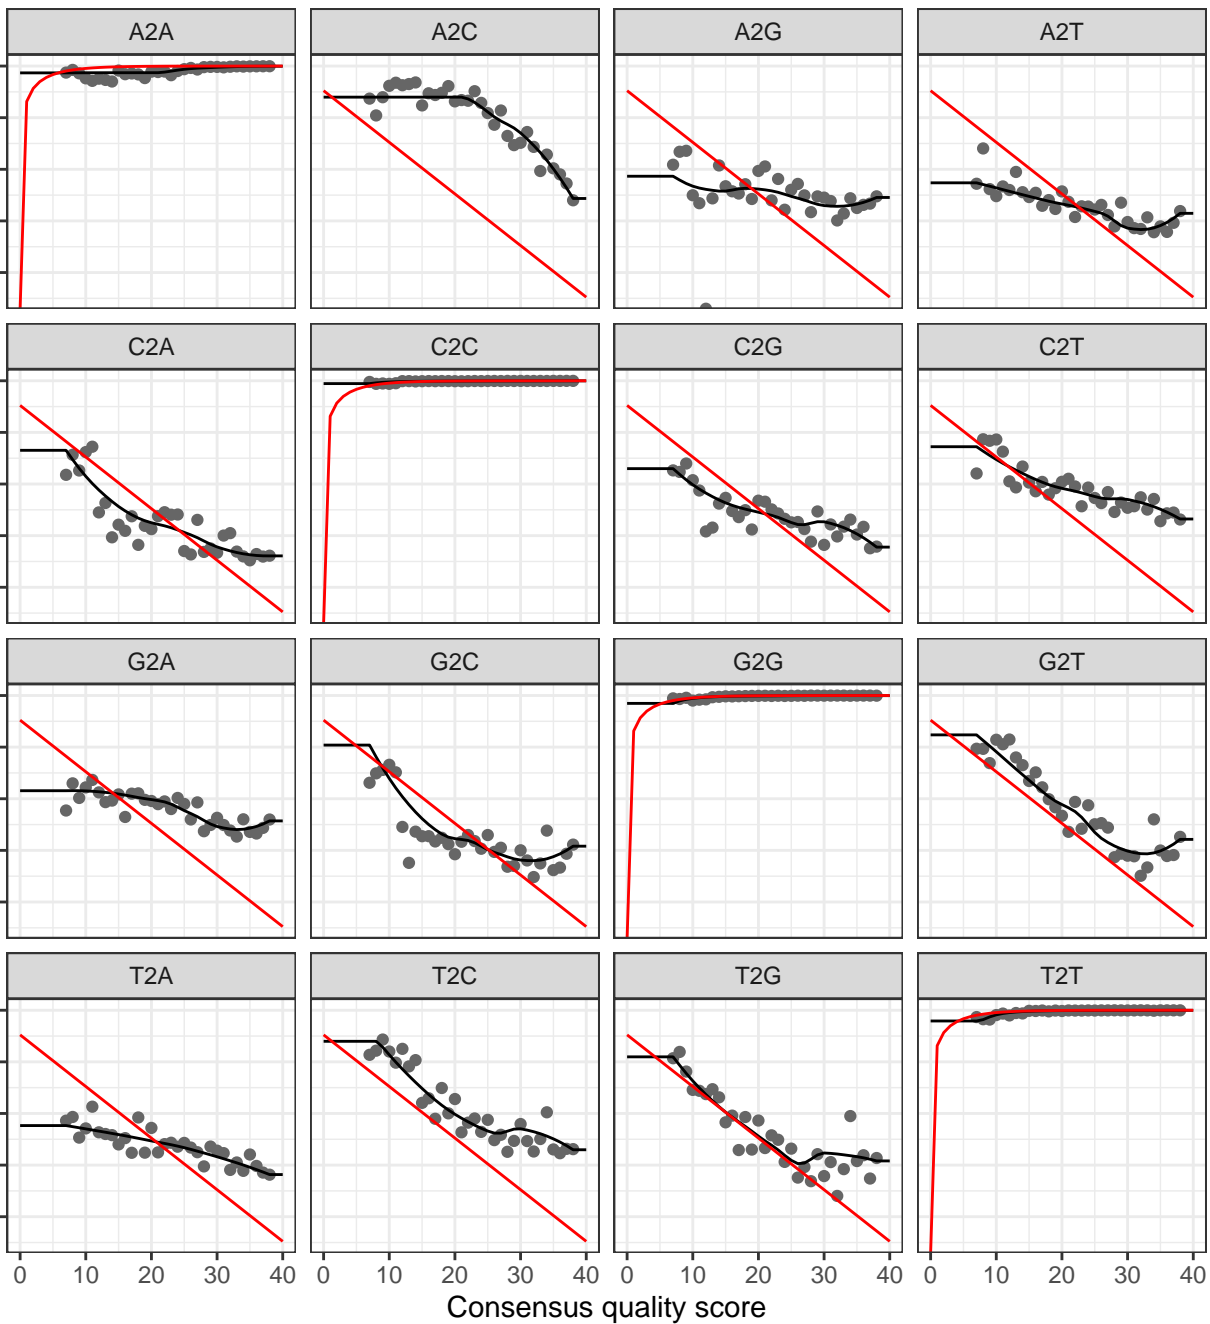 A2A A2C A2G A2T
C2A C2C C2G C2T
G2A G2C G2G G2T
T2A T2C T2G T2T
0 10 20 30 40 0 10 20 30 40 0 10 20 30 40 0 10 20 30 40
Consensus quality score